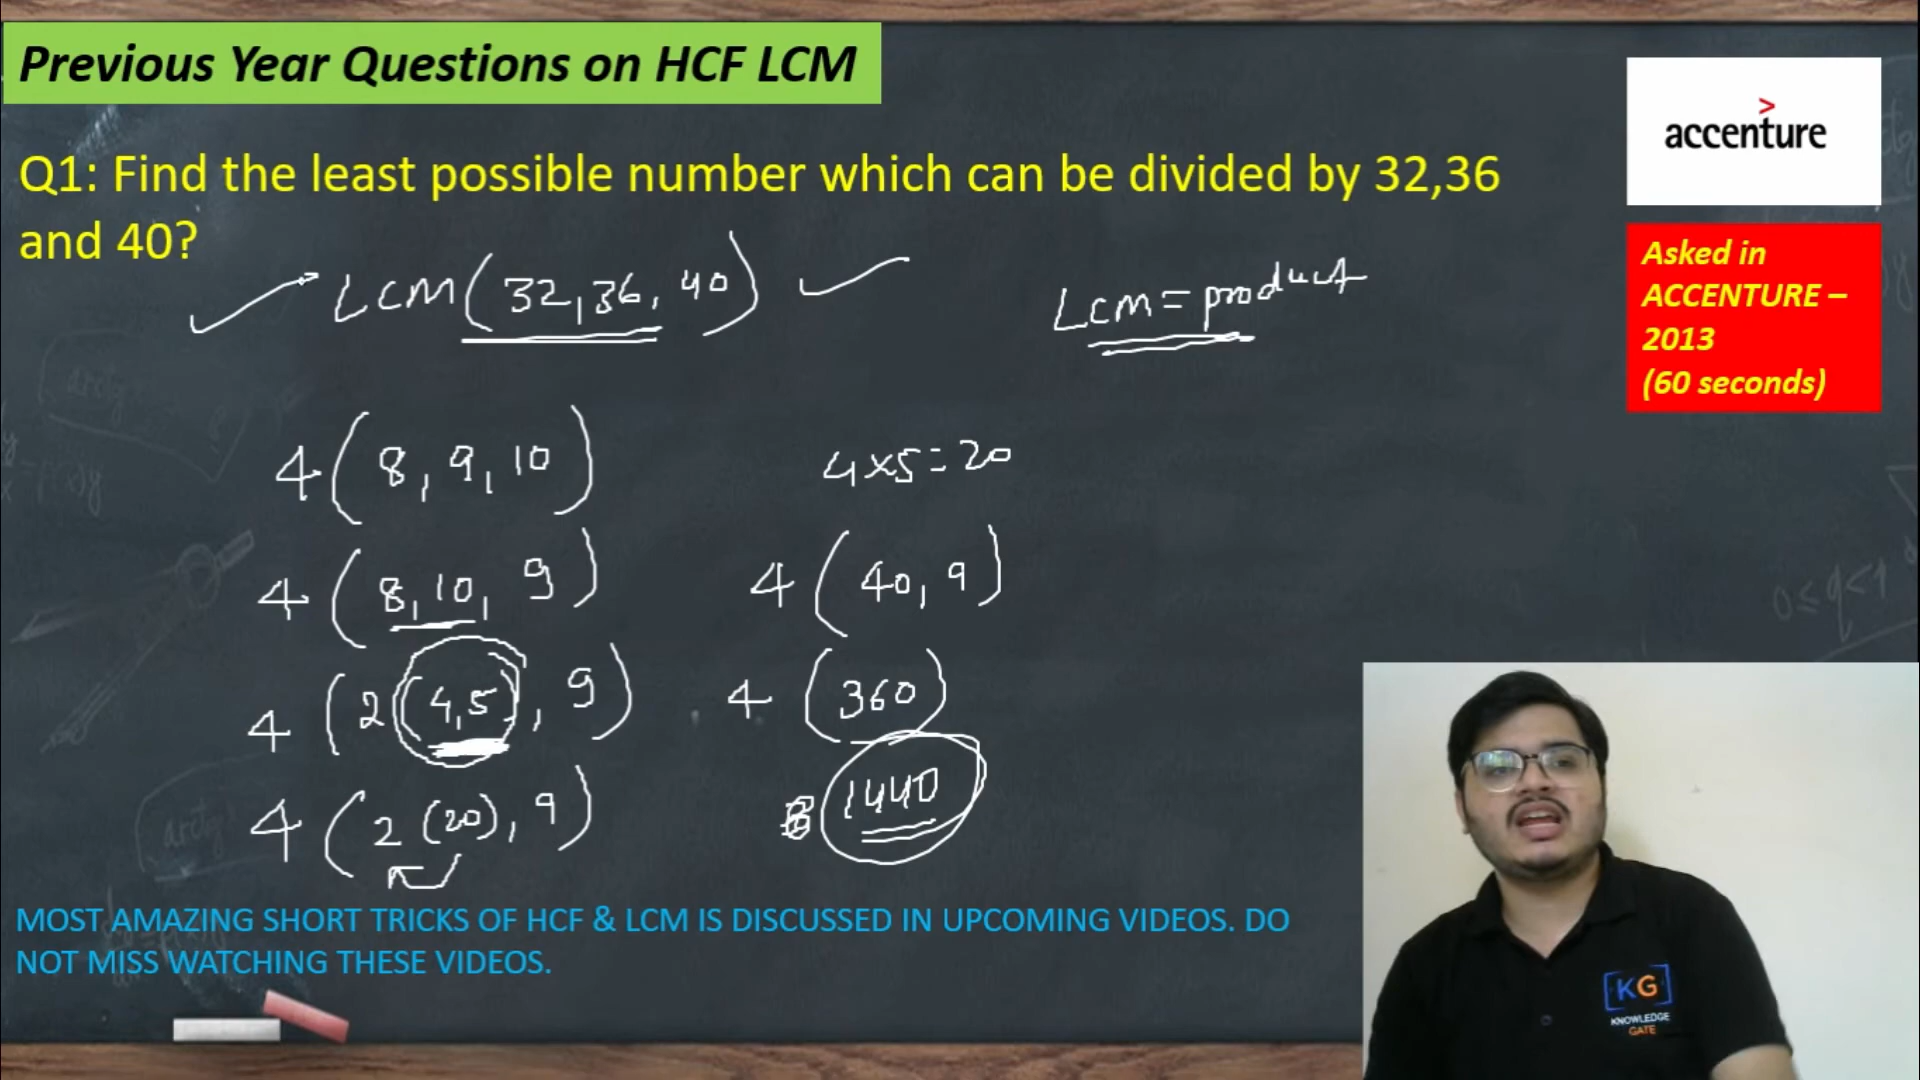 Previous Year Questions on HCF LCM
>
accenture
Q1: Find the least possible number which can be divided by 32,36
and 40?
Asked in
ACCENTURE –
2013
(60 seconds)
LCM(32,36,40)
LCM=product
4(8,9,10)
4×5=20
4(8,10,9)
4(40,9)
4(2(4,5),9)
4(360)
4(2(20),9)
1440
MOST AMAZING SHORT TRICKS OF HCF & LCM IS DISCUSSED IN UPCOMING VIDEOS. DO
NOT MISS WATCHING THESE VIDEOS.
KG
KNOWLEDGE
GATE
0≤q<1